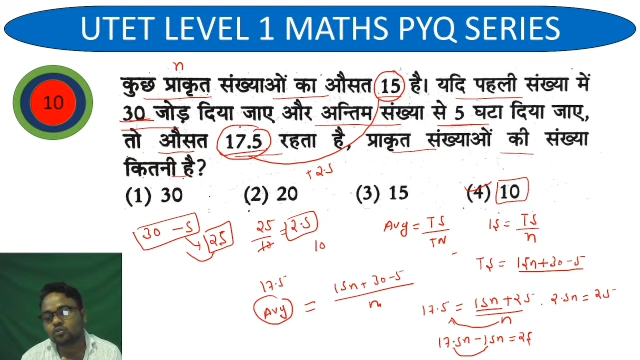 UTET LEVEL 1 MATHS PYQ SERIES
10
n
कुछ प्राकृत संख्याओं का औसत 15 है। यदि पहली संख्या में
30 जोड़ दिया जाए और अन्तिम संख्या से 5 घटा दिया जाए,
तो औसत 17.5 रहता है, प्राकृत संख्याओं की संख्या
कितनी है?
+2.5
(1) 30 (2) 20 (3) 15 (4) 10
30 - 5
+25
25/10 = 2.5
10
Avg = TS/TN
15 = TS/n
TS = 15n+30-5
17.5
Avg = 15n+30-5/n
17.5 = 15n+25/n
2.5n = 25
17.5n - 15n = 25